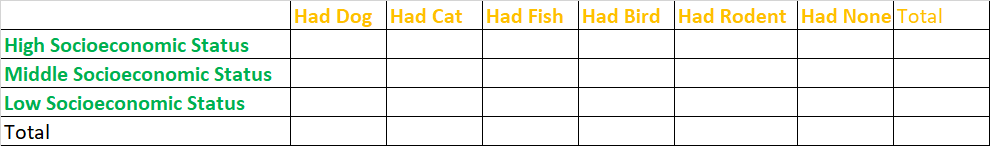 Had Dog Had Cat Had Fish Had Bird Had Rodent Had None Total
High Socioeconomic Status
Middle Socioeconomic Status
Low Socioeconomic Status
Total